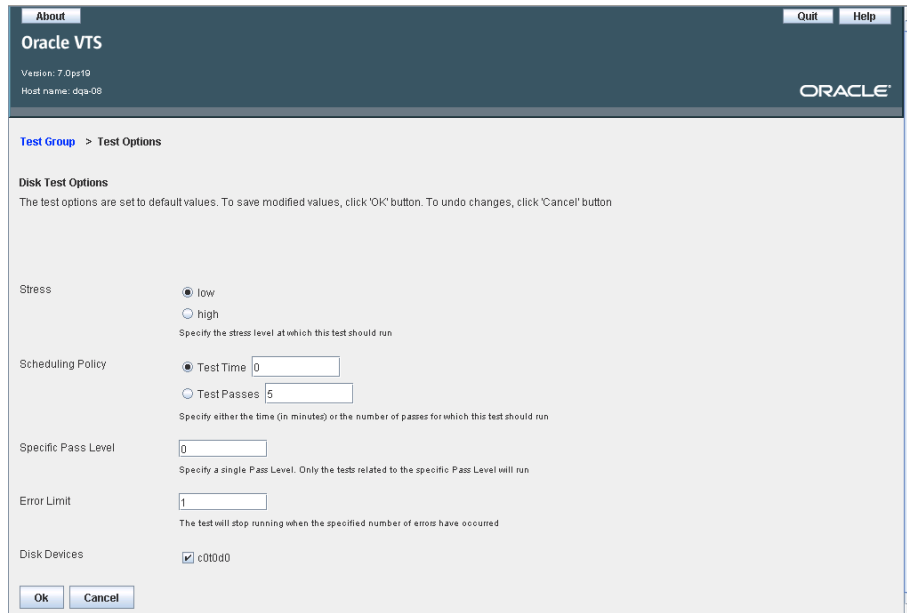 About Quit Help
Oracle VTS
Version: 7.0ps19
Host name: dqa-08
ORACLE
Test Group > Test Options
Disk Test Options
The test options are set to default values. To save modified values, click 'OK' button. To undo changes, click 'Cancel' button
Stress
low
high
Specify the stress level at which this test should run
Scheduling Policy
Test Time 0
Test Passes 5
Specify either the time (in minutes) or the number of passes for which this test should run
Specific Pass Level
0
Specify a single Pass Level. Only the tests related to the specific Pass Level will run
Error Limit
1
The test will stop running when the specified number of errors have occurred
Disk Devices
c0t0d0
Ok Cancel